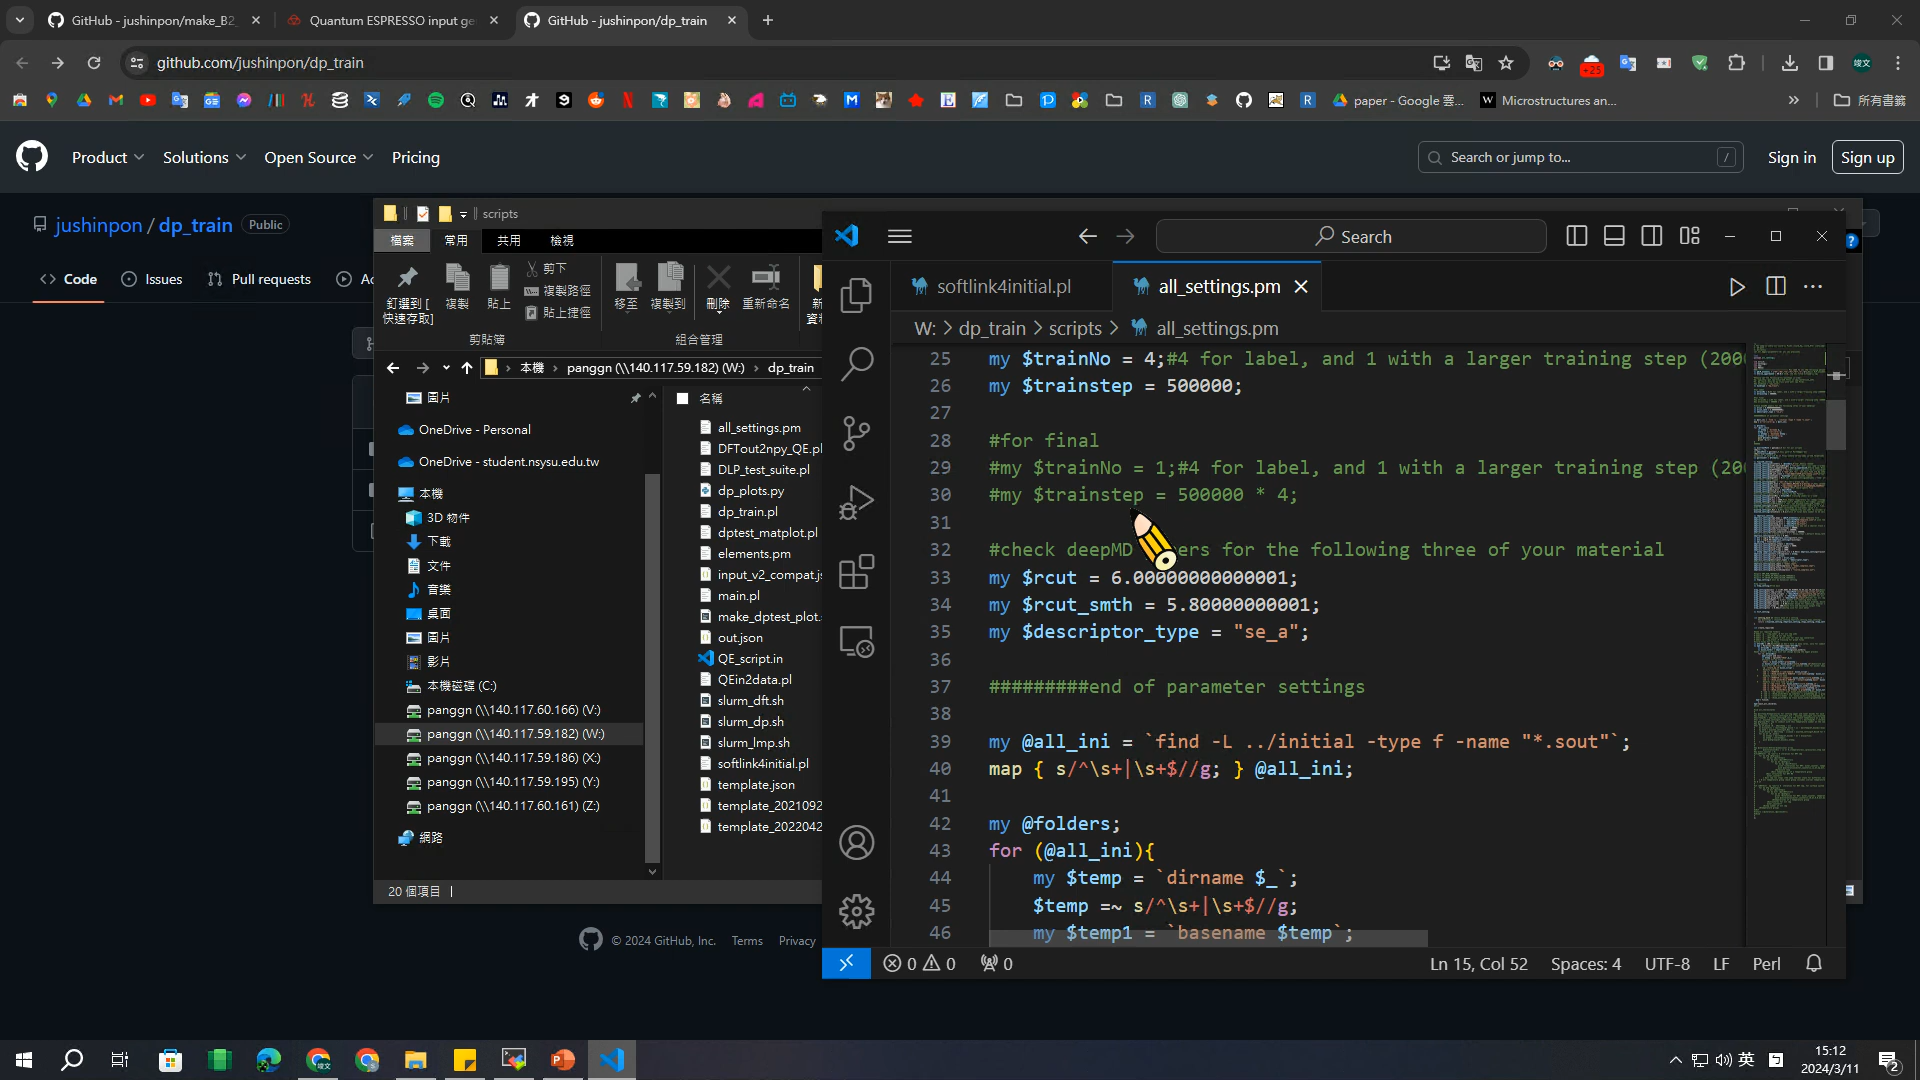 GitHub - jushinpon/make_B2_
Quantum ESPRESSO input ge
GitHub - jushinpon/dp_train
github.com/jushinpon/dp_train
+25
竣文
paper - Google 雲...
Microstructures an...
所有書籤
Product
Solutions
Open Source
Pricing
Search or jump to...
/
Sign in
Sign up
jushinpon / dp_train
Public
Code
Issues
Pull requests
scripts
檔案
常用
共用
檢視
釘選到 [
快速存取]
複製
貼上
剪下
複製路徑
貼上捷徑
剪貼簿
移至
複製到
刪除
重新命名
組合管理
本機
panggn (\\140.117.59.182) (W:)
dp_train
圖片
OneDrive - Personal
OneDrive - student.nsysu.edu.tw
本機
3D 物件
下載
文件
音樂
桌面
圖片
影片
本機磁碟 (C:)
panggn (\\140.117.60.166) (V:)
panggn (\\140.117.59.182) (W:)
panggn (\\140.117.59.186) (X:)
panggn (\\140.117.59.195) (Y:)
panggn (\\140.117.60.161) (Z:)
網路
名稱
all_settings.pm
DFTout2npy_QE.pl
DLP_test_suite.pl
dp_plots.py
dp_train.pl
dptest_matplot.pl
elements.pm
input_v2_compat.js
main.pl
make_dptest_plot.s
out.json
QE_script.in
QEin2data.pl
slurm_dft.sh
slurm_dp.sh
slurm_lmp.sh
softlink4initial.pl
template.json
template_2021092
template_2022042
20 個項目
Search
softlink4initial.pl
all_settings.pm
W: > dp_train > scripts > all_settings.pm
25 my $trainNo = 4;#4 for label, and 1 with a larger training step (2000
26 my $trainstep = 500000;
27
28 #for final
29 #my $trainNo = 1;#4 for label, and 1 with a larger training step (200
30 #my $trainstep = 500000 * 4;
31
32 #check deepMD ers for the following three of your material
33 my $rcut = 6.00000000000001;
34 my $rcut_smth = 5.80000000001;
35 my $descriptor_type = "se_a";
36
37 #########end of parameter settings
38
39 my @all_ini = `find -L ../initial -type f -name "*.sout"`;
40 map { s/^\s+|\s+$//g; } @all_ini;
41
42 my @folders;
43 for (@all_ini){
44 my $temp = `dirname $_`;
45 $temp =~ s/^\s+|\s+$//g;
46 my $temp1 = `basename $temp`;
0 0
0
Ln 15, Col 52
Spaces: 4
UTF-8
LF
Perl
© 2024 GitHub, Inc.
Terms
Privacy
英
15:12
2024/3/11
2